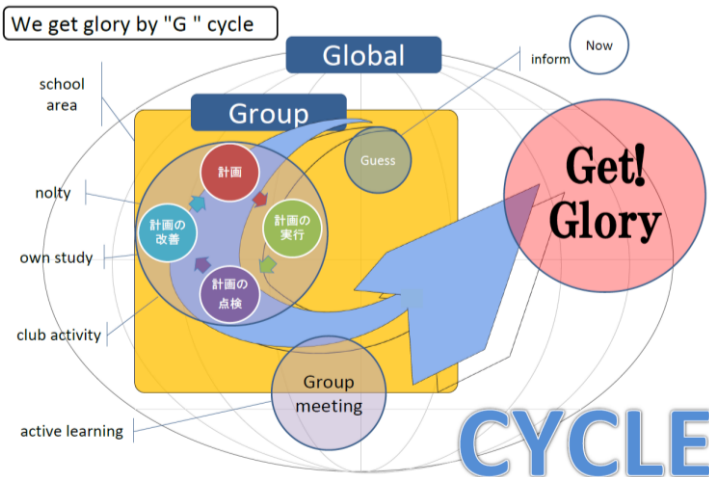 We get glory by "G " cycle
Global
inform
Now
school
area
Group
Guess
計画
Get!
Glory
nolty
計画の
改善
計画の
実行
own study
計画の
点検
club activity
Group
meeting
active learning
CYCLE